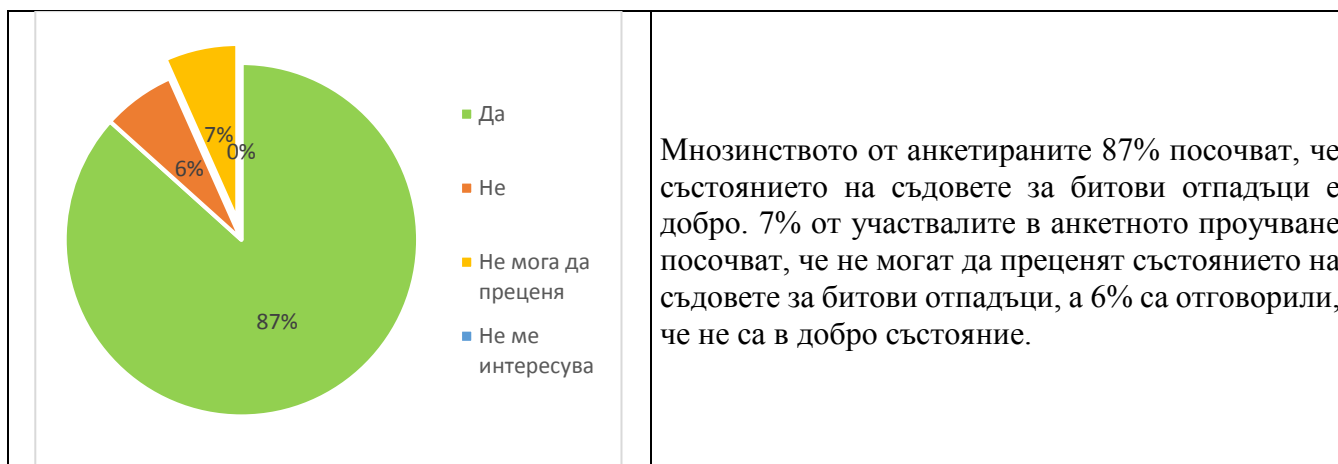 7%
0%
6%
87%
Да
Не
Не мога да
преценя
Не ме
интересува
Мнозинството от анкетираните 87% посочват, че
състоянието на съдовете за битови отпадъци е
добро. 7% от участвалите в анкетното проучване
посочват, че не могат да преценят състоянието на
съдовете за битови отпадъци, а 6% са отговорили,
че не са в добро състояние.